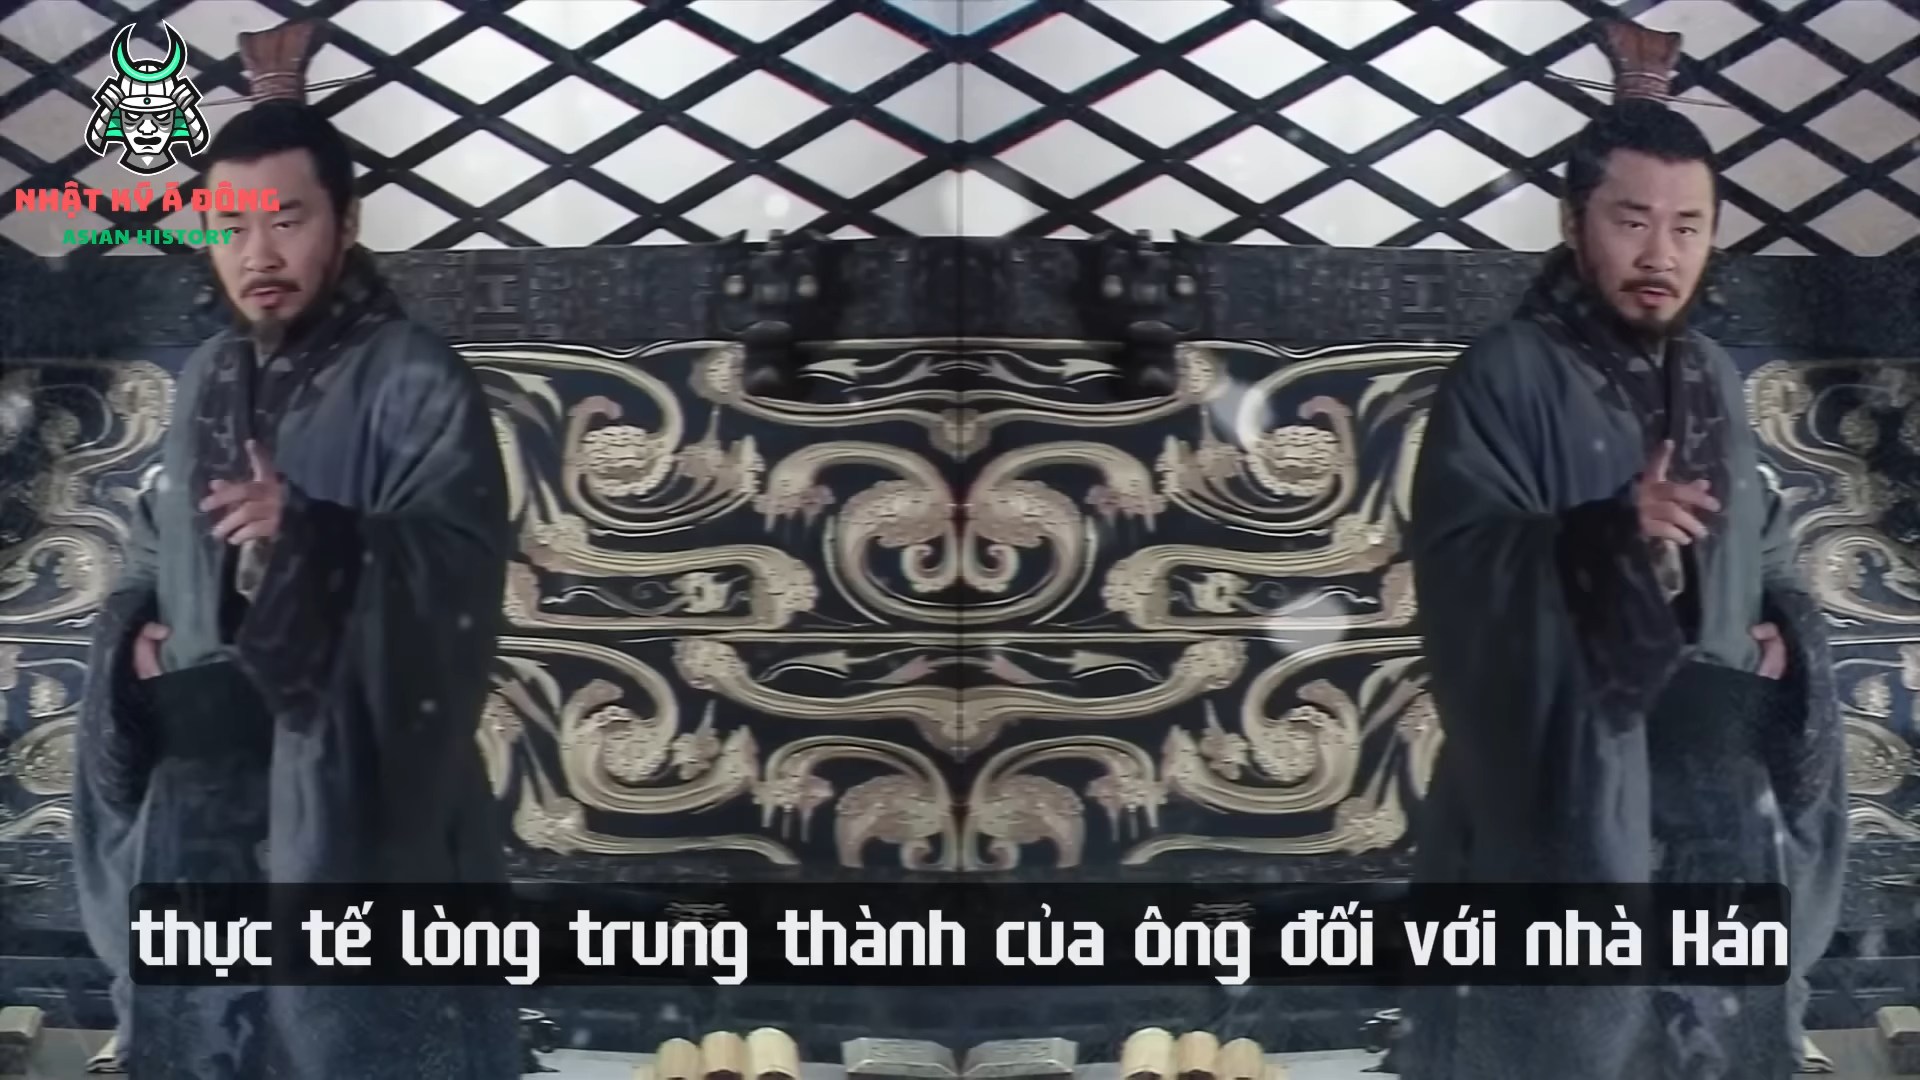 NHẬT KÝ Á ĐÔNG
ASIAN HISTORY
thực tế lòng trung thành của ông đối với nhà Hán